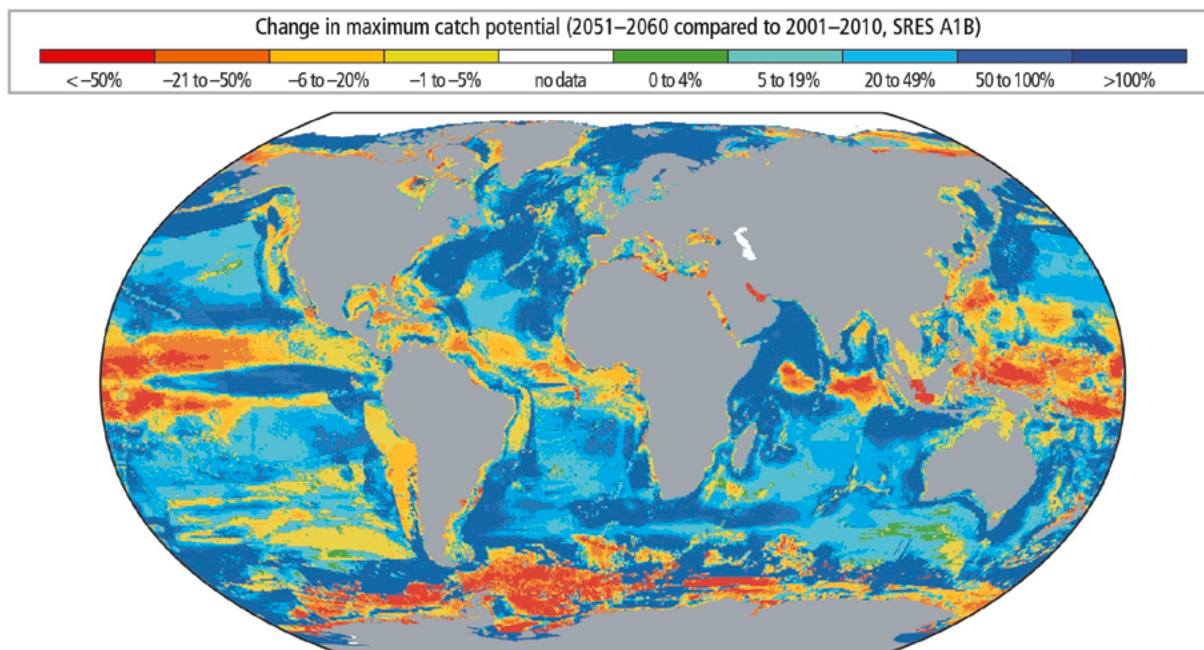 Change in maximum catch potential (2051–2060 compared to 2001–2010, SRES A1B)
< –50% –21 to –50% –6 to –20% –1 to –5% no data 0 to 4% 5 to 19% 20 to 49% 50 to 100% >100%